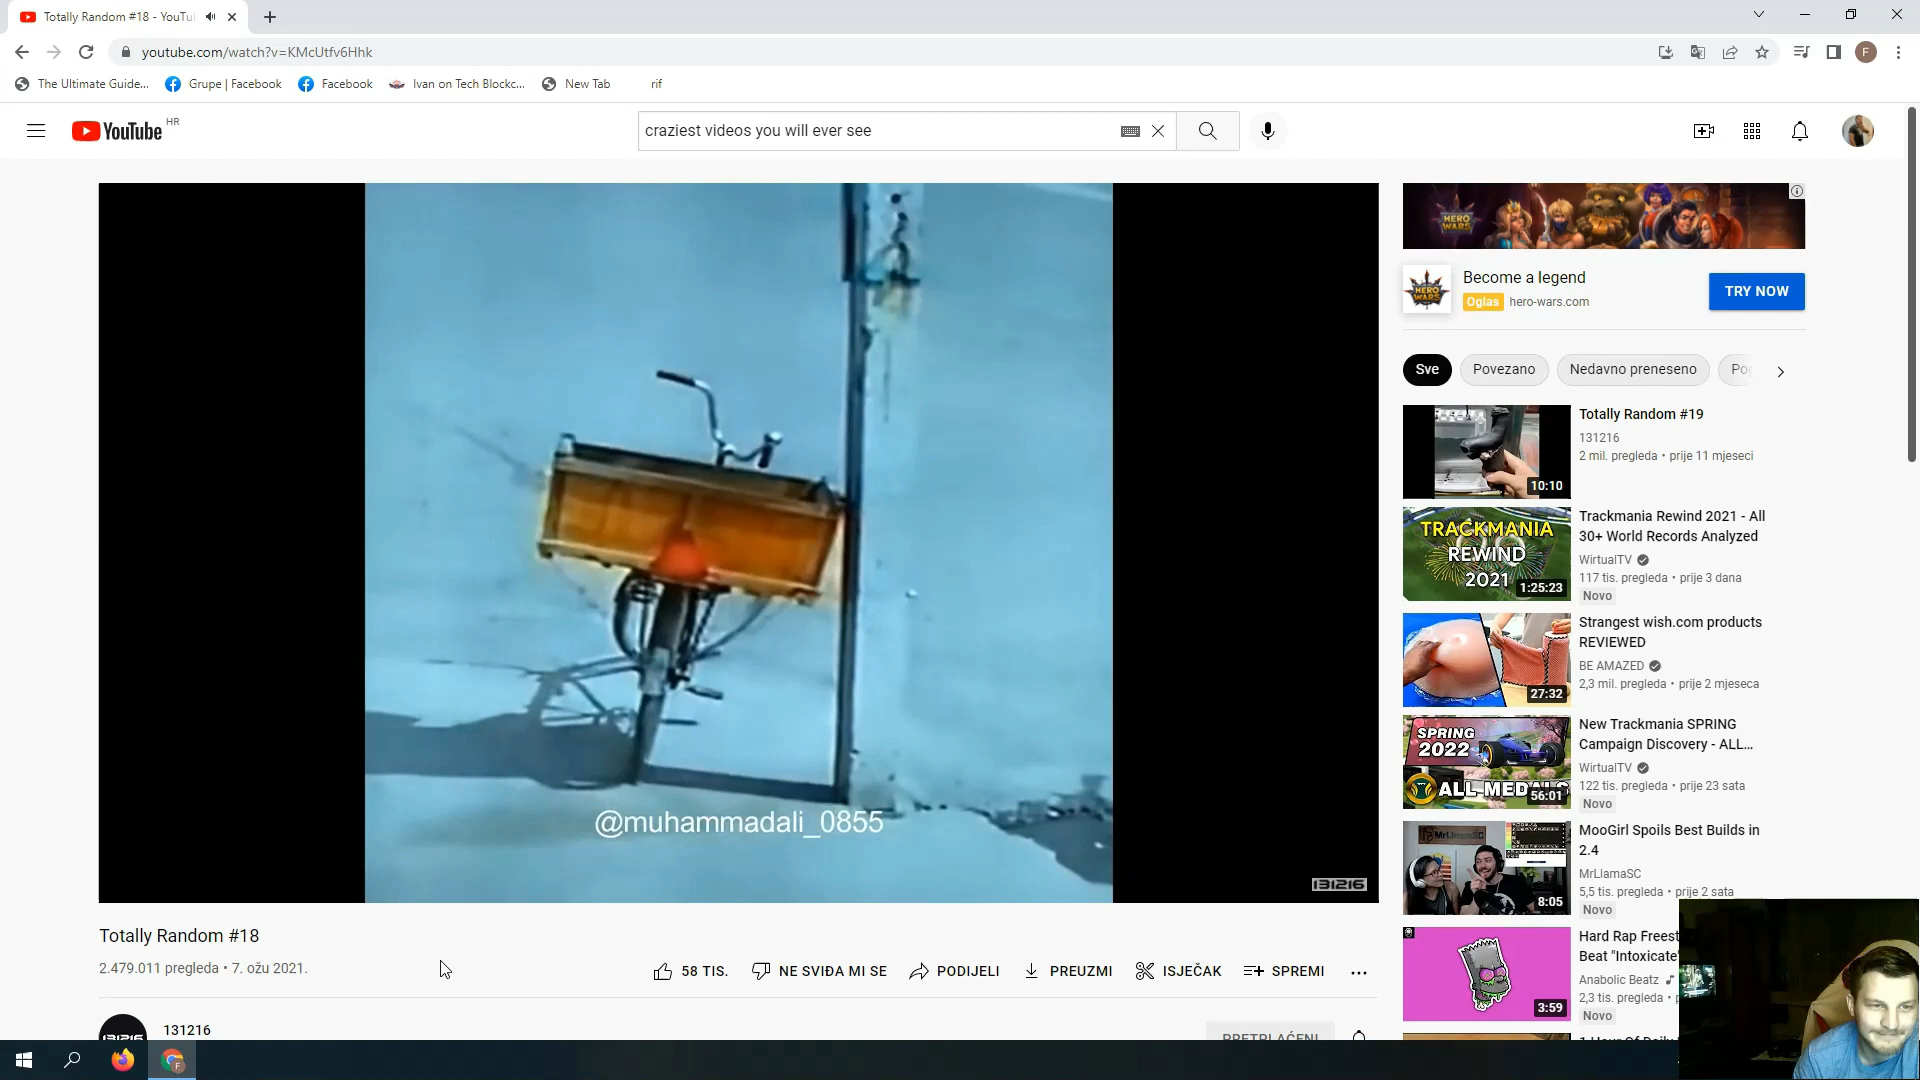 Totally Random #18 - YouTu
youtube.com/watch?v=KMcUtfv6Hhk
The Ultimate Guide...
Grupe | Facebook
Facebook
Ivan on Tech Blockc...
New Tab
rif
YouTube HR
craziest videos you will ever see
F
@muhammadali_0855
131216
Totally Random #18
2.479.011 pregleda • 7. ožu 2021.
58 TIS.
NE SVIĐA MI SE
PODIJELI
PREUZMI
ISJEČAK
SPREMI
131216
PRETPLAĆENI
HERO WARS
HERO WARS
Become a legend
Oglas hero-wars.com
TRY NOW
Sve
Povezano
Nedavno preneseno
Totally Random #19
131216
2 mil. pregleda • prije 11 mjeseci
10:10
TRACKMANIA
REWIND
2021
1:25:23
Trackmania Rewind 2021 - All
30+ World Records Analyzed
WirtualTV
117 tis. pregleda • prije 3 dana
Novo
27:32
Strangest wish.com products
REVIEWED
BE AMAZED
2,3 mil. pregleda • prije 2 mjeseca
SPRING
2022
ALL MEDALS
56:01
New Trackmania SPRING
Campaign Discovery - ALL...
WirtualTV
122 tis. pregleda • prije 23 sata
Novo
MrLlamaSC
8:05
MooGirl Spoils Best Builds in
2.4
MrLlamaSC
5,5 tis. pregleda • prije 2 sata
Novo
3:59
Hard Rap Freest
Beat "Intoxicate"
Anabolic Beatz
2,3 tis. pregleda •
Novo